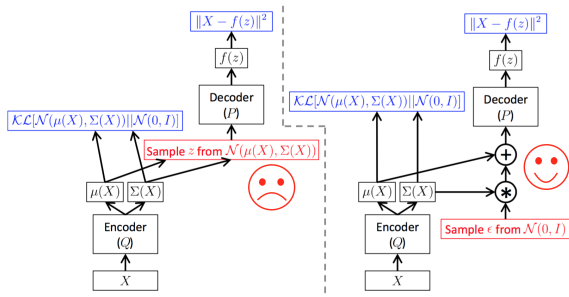 ‖X − f(z)‖²
f(z)
Decoder
(P)
𝒦ℒ[𝒩(μ(X), Σ(X))||𝒩(0, I)]
Sample z from 𝒩(μ(X), Σ(X))
μ(X)
Σ(X)
Encoder
(Q)
X
‖X − f(z)‖²
f(z)
Decoder
(P)
𝒦ℒ[𝒩(μ(X), Σ(X))||𝒩(0, I)]
+
μ(X)
Σ(X)
*
Encoder
(Q)
Sample ϵ from 𝒩(0, I)
X